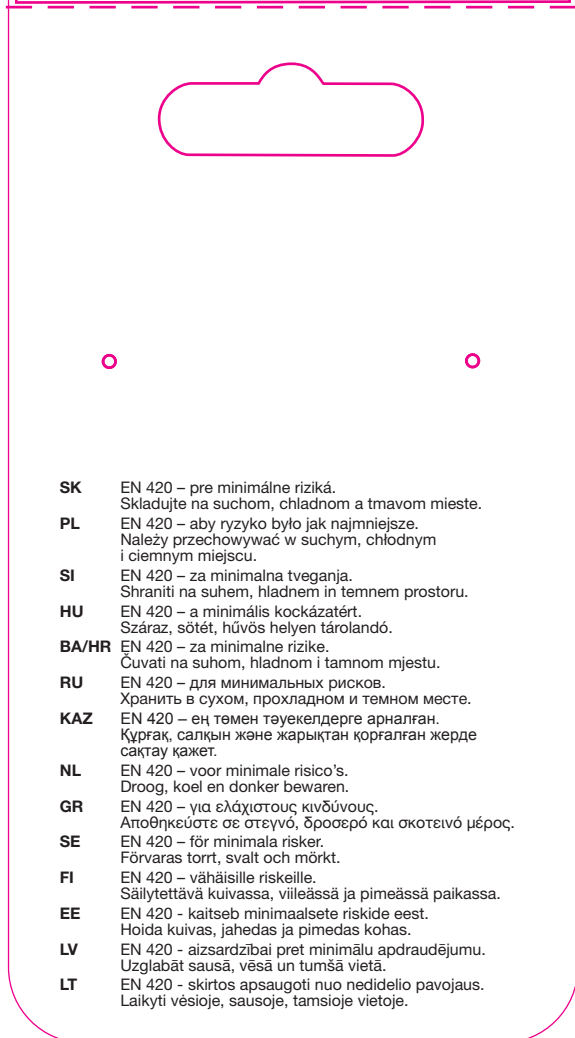 SK EN 420 – pre minimálne riziká.
Skladujte na suchom, chladnom a tmavom mieste.
PL EN 420 – aby ryzyko było jak najmniejsze.
Należy przechowywać w suchym, chłodnym
i ciemnym miejscu.
SI EN 420 – za minimalna tveganja.
Shraniti na suhem, hladnem in temnem prostoru.
HU EN 420 – a minimális kockázatért.
Száraz, sötét, hűvös helyen tárolandó.
BA/HR EN 420 – za minimalne rizike.
Čuvati na suhom, hladnom i tamnom mjestu.
RU EN 420 – для минимальных рисков.
Хранить в сухом, прохладном и темном месте.
KAZ EN 420 – ең төмен тәуекелдерге арналған.
Құрғақ, салқын және жарықтан қорғалған жерде
сақтау қажет.
NL EN 420 – voor minimale risico’s.
Droog, koel en donker bewaren.
GR EN 420 – για ελάχιστους κινδύνους.
Αποθηκεύστε σε στεγνό, δροσερό και σκοτεινό μέρος.
SE EN 420 – för minimala risker.
Förvaras torrt, svalt och mörkt.
FI EN 420 – vähäisille riskeille.
Säilytettävä kuivassa, viileässä ja pimeässä paikassa.
EE EN 420 - kaitseb minimaalsete riskide eest.
Hoida kuivas, jahedas ja pimedas kohas.
LV EN 420 - aizsardzībai pret minimālu apdraudējumu.
Uzglabāt sausā, vēsā un tumšā vietā.
LT EN 420 - skirtos apsaugoti nuo nedidelio pavojaus.
Laikyti vėsioje, sausoje, tamsioje vietoje.